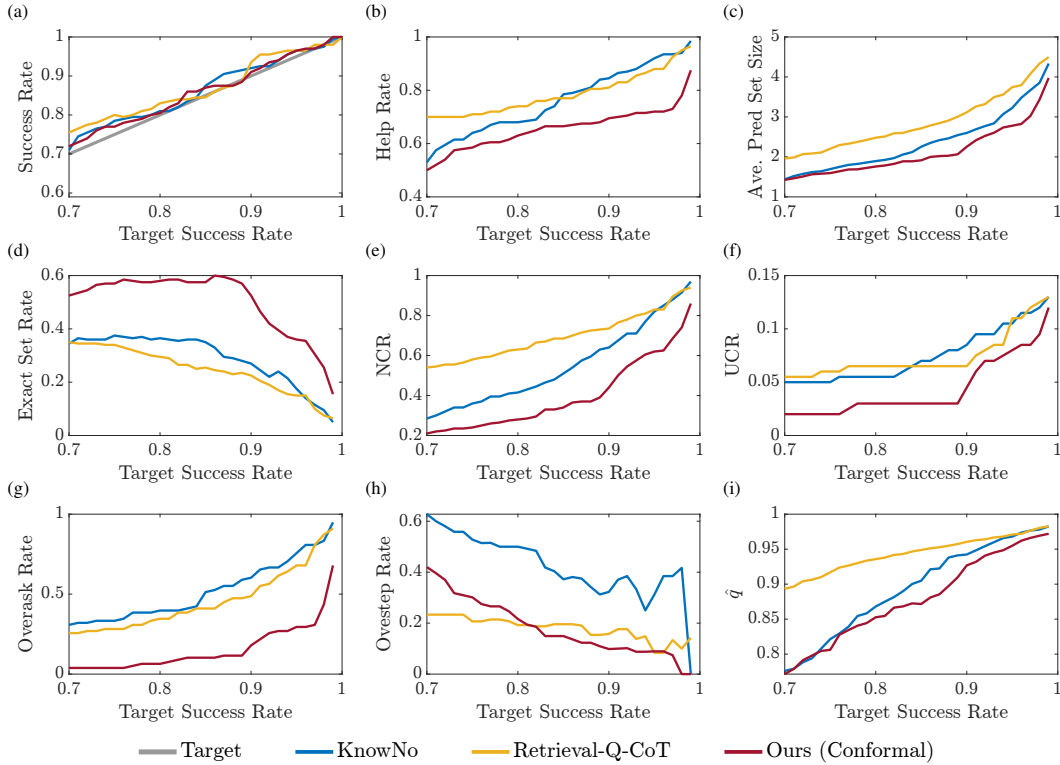 (a)
1
0.9
0.8
0.7
0.6
Success Rate
0.7 0.8 0.9 1
Target Success Rate
(b)
1
0.8
0.6
0.4
Help Rate
0.7 0.8 0.9 1
Target Success Rate
(c)
5
4
3
2
1
Ave. Pred Set Size
0.7 0.8 0.9 1
Target Success Rate
(d)
0.6
0.4
0.2
0
Exact Set Rate
0.7 0.8 0.9 1
Target Success Rate
(e)
1
0.8
0.6
0.4
0.2
NCR
0.7 0.8 0.9 1
Target Success Rate
(f)
0.15
0.1
0.05
0
UCR
0.7 0.8 0.9 1
Target Success Rate
(g)
1
0.5
0
Overask Rate
0.7 0.8 0.9 1
Target Success Rate
(h)
0.6
0.4
0.2
0
Ovestep Rate
0.7 0.8 0.9 1
Target Success Rate
(i)
1
0.95
0.9
0.85
0.8
q̂
0.7 0.8 0.9 1
Target Success Rate
Target KnowNo Retrieval-Q-CoT Ours (Conformal)